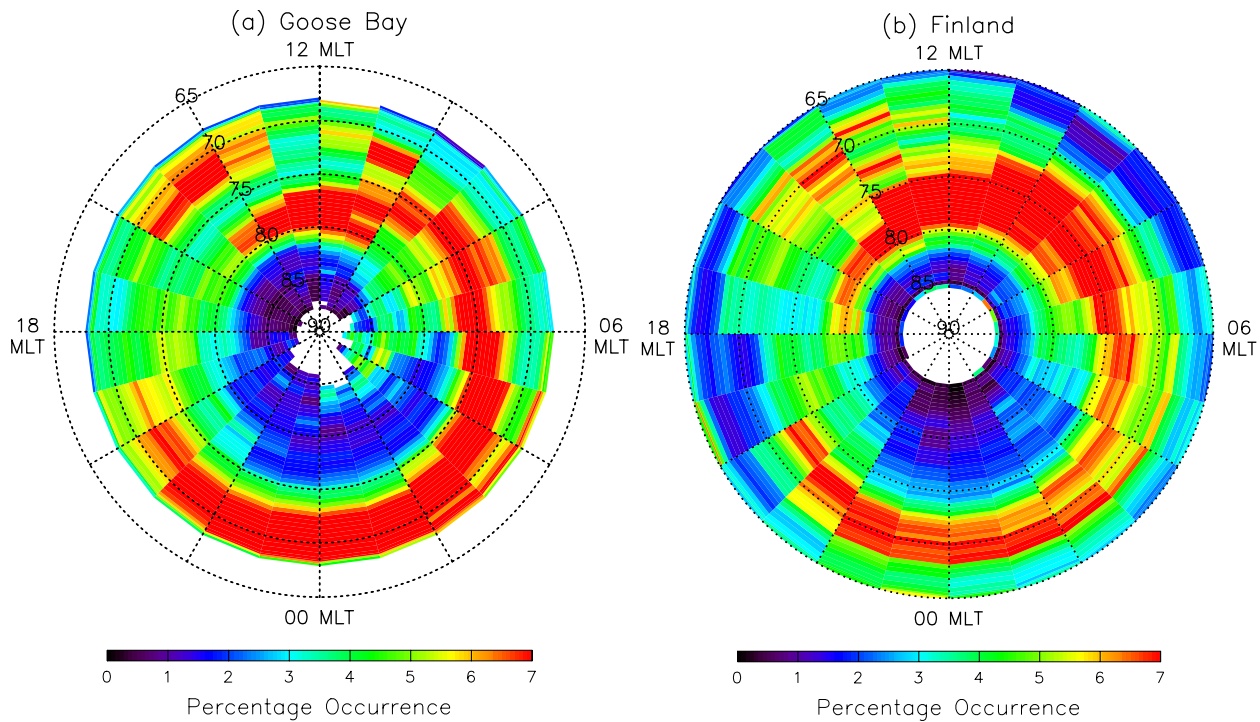 (a) Goose Bay
12 MLT
65
70
75
80
85
90
18
MLT
06
MLT
00 MLT
0 1 2 3 4 5 6 7
Percentage Occurrence
(b) Finland
12 MLT
65
70
75
80
85
90
18
MLT
06
MLT
00 MLT
0 1 2 3 4 5 6 7
Percentage Occurrence